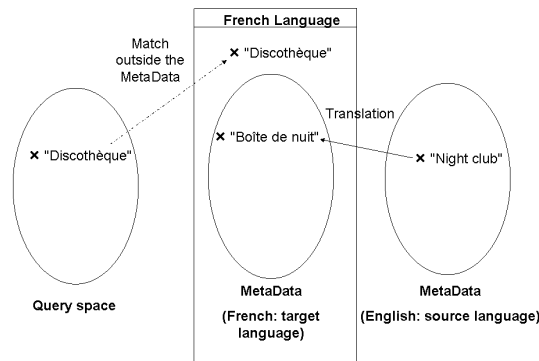 French Language
Match
outside the
MetaData
× "Discothèque"
Translation
× "Discothèque"
× "Boîte de nuit"
× "Night club"
Query space
MetaData
(French: target
language)
MetaData
(English: source language)